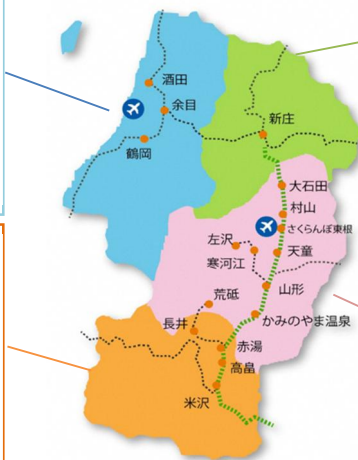 酒田
余目
鶴岡
新庄
大石田
村山
さくらんぼ東根
左沢
天童
寒河江
山形
荒砥
かみのやま温泉
長井
赤湯
高畠
米沢